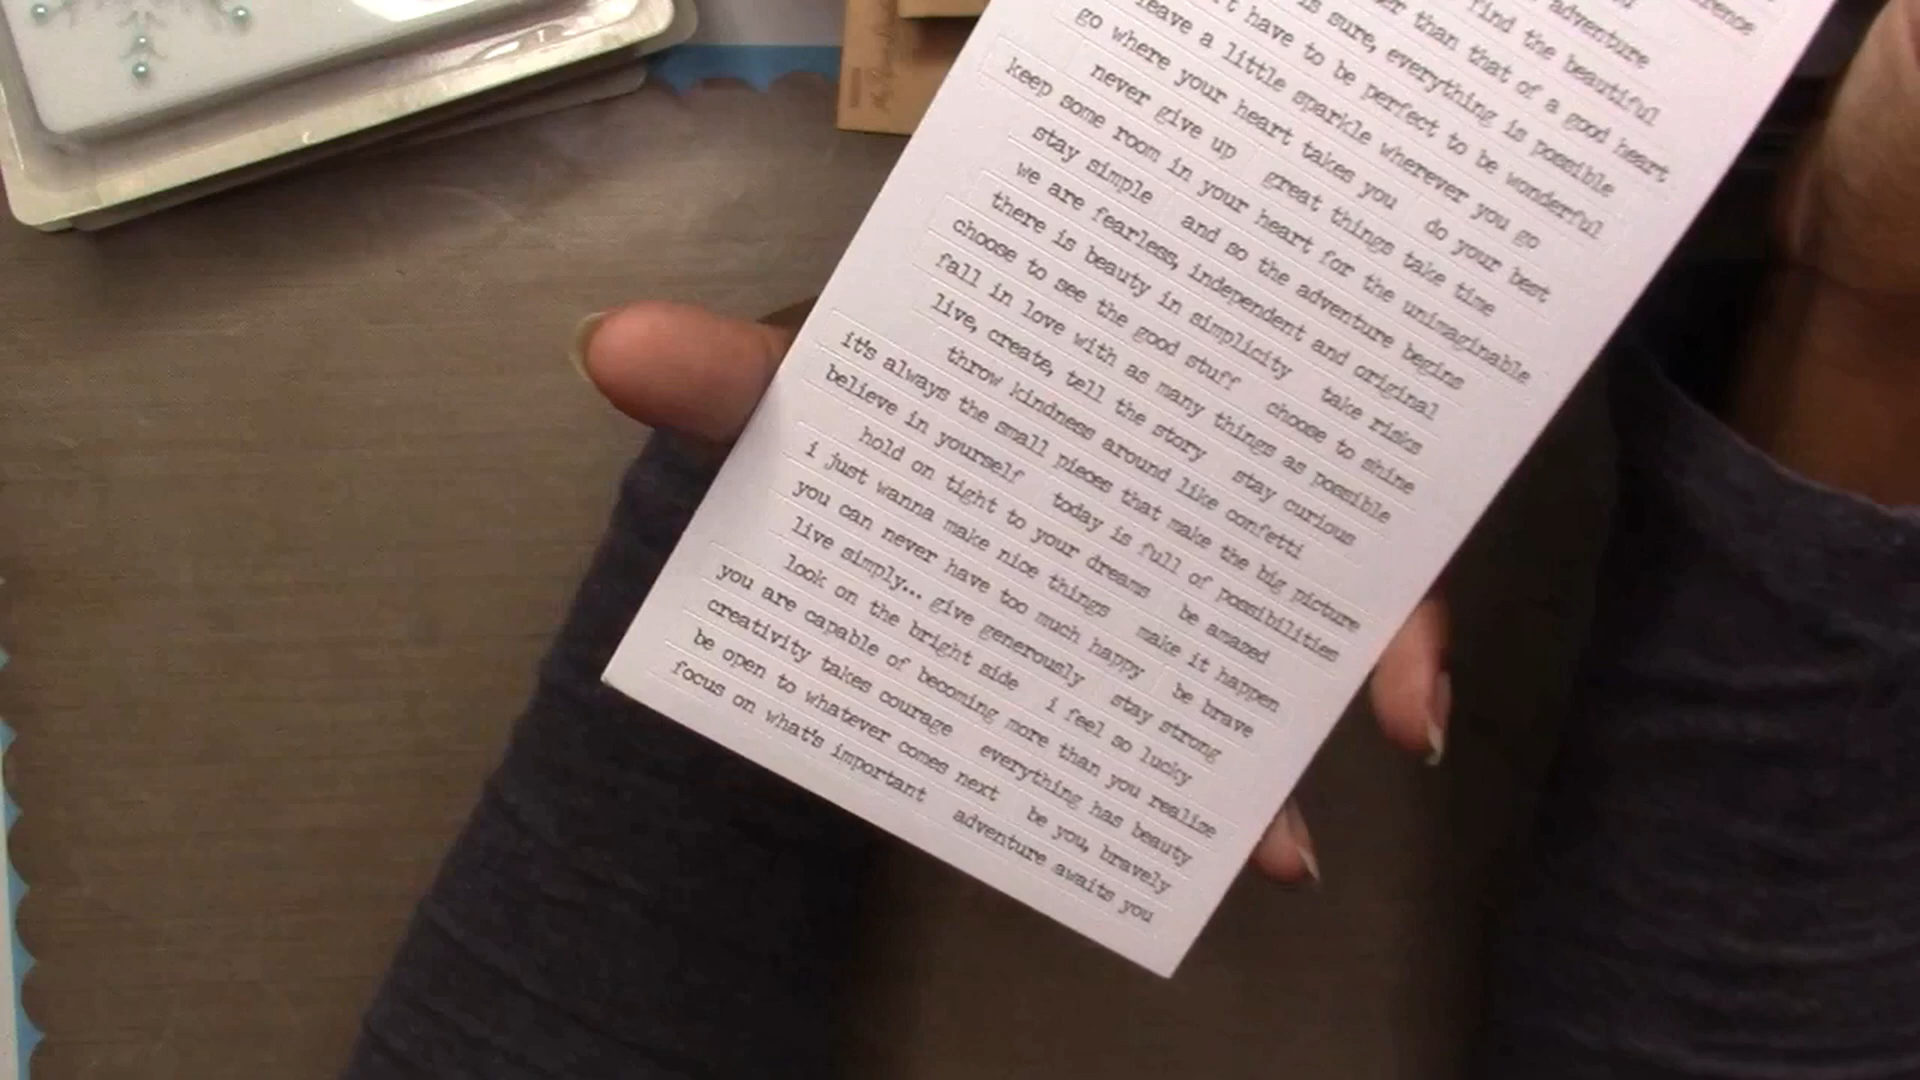 adventure
find the beautiful
than that of a good heart
is sure, everything is possible
have to be perfect to be wonderful
leave a little sparkle wherever you go
go where your heart takes you do your best
never give up great things take time
keep some room in your heart for the unimaginable
stay simple and so the adventure begins
we are fearless, independent and original
there is beauty in simplicity take risks
choose to see the good stuff choose to shine
fall in love with as many things as possible
live, create, tell the story stay curious
throw kindness around like confetti
it's always the small pieces that make the big picture
believe in yourself today is full of possibilities
hold on tight to your dreams be amazed
i just wanna make nice things make it happen
you can never have too much happy be brave
live simply... give generously stay strong
look on the bright side i feel so lucky
you are capable of becoming more than you realize
creativity takes courage everything has beauty
be open to whatever comes next be you, bravely
focus on what's important adventure awaits you